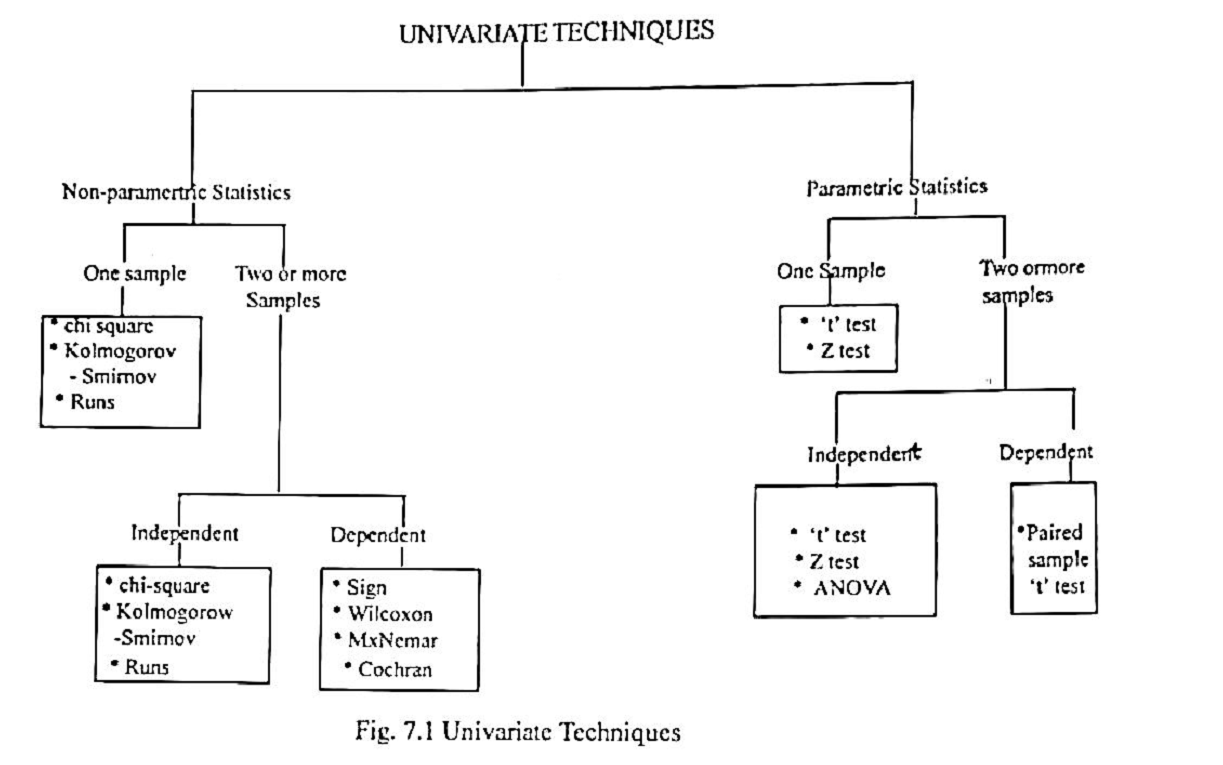 UNIVARIATE TECHNIQUES
Non-paramertric Statistics
One sample
Two or more
Samples
* chi square
* Kolmogorov
- Smirnov
* Runs
Independent
* chi-square
* Kolmogorow
-Smirnov
* Runs
Dependent
* Sign
* Wilcoxon
* MxNemar
* Cochran
Parametric Statistics
One Sample
* 't' test
* Z test
Two ormore
samples
Independent
* 't' test
* Z test
* ANOVA
Dependent
*Paired
sample
't' test
Fig. 7.1 Univariate Techniques